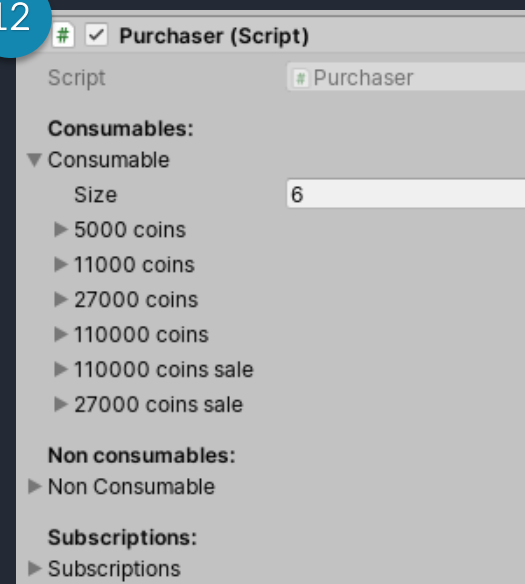 12
# Purchaser (Script)
Script # Purchaser
Consumables:
Consumable
Size 6
5000 coins
11000 coins
27000 coins
110000 coins
110000 coins sale
27000 coins sale
Non consumables:
Non Consumable
Subscriptions:
Subscriptions